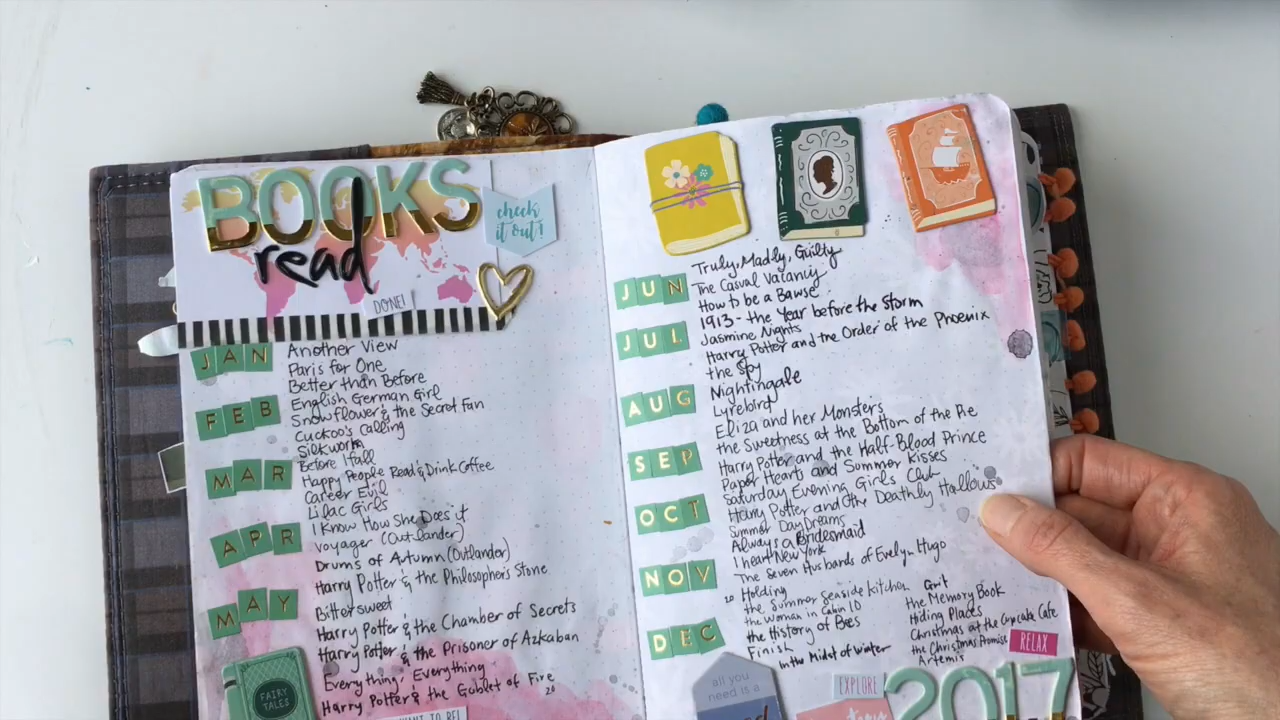 BOOKS
read
check
it out!
DONE!
JAN
Another View
Paris for One
Better than Before
English German Girl
FEB
Snowflower & the Secret Fan
Cuckoo's Calling
Silkworm
Before I fall
MAR
Happy People Read & Drink Coffee
Career Evil
Lilac Girls
I Know How She Does it
APR
Voyager (Outlander)
Drums of Autumn (Outlander)
Harry Potter & the Philosophers Stone
MAY
Bittersweet
Harry Potter & the Chamber of Secrets
Harry Potter & the Prisoner of Azkaban
Everything, Everything
Harry Potter & the Goblet of Fire
20
FAIRY
TALES
Truly, Madly, Guilty
JUN
The Casual Vacancy
How to be a Bawse
1913 - the Year before the Storm
JUL
Jasmine Nights
Harry Potter and the Order of the Phoenix
the Spy
Nightingale
AUG
Lyrebird
Eliza and her Monsters
the Sweetness at the Bottom of the Pie
SEP
Harry Potter and the Half-Blood Prince
Paper Hearts and Summer Kisses
Saturday Evening Girls Club
OCT
Harry Potter and the Deathly Hallows
Summer Day Dreams
Always a Bridesmaid
I heart New York
NOV
The Seven Husbands of Evelyn Hugo
20 Holding
the Summer seaside kitchen
the Woman in Cabin 10
DEC
the History of Bees
Finish
In the Midst of Winter
Grit
the Memory Book
Hiding Places
Christmas at the Cupcake Cafe
the Christmas Promise
Artemis
RELAX
all you
need is a
EXPLORE
2017